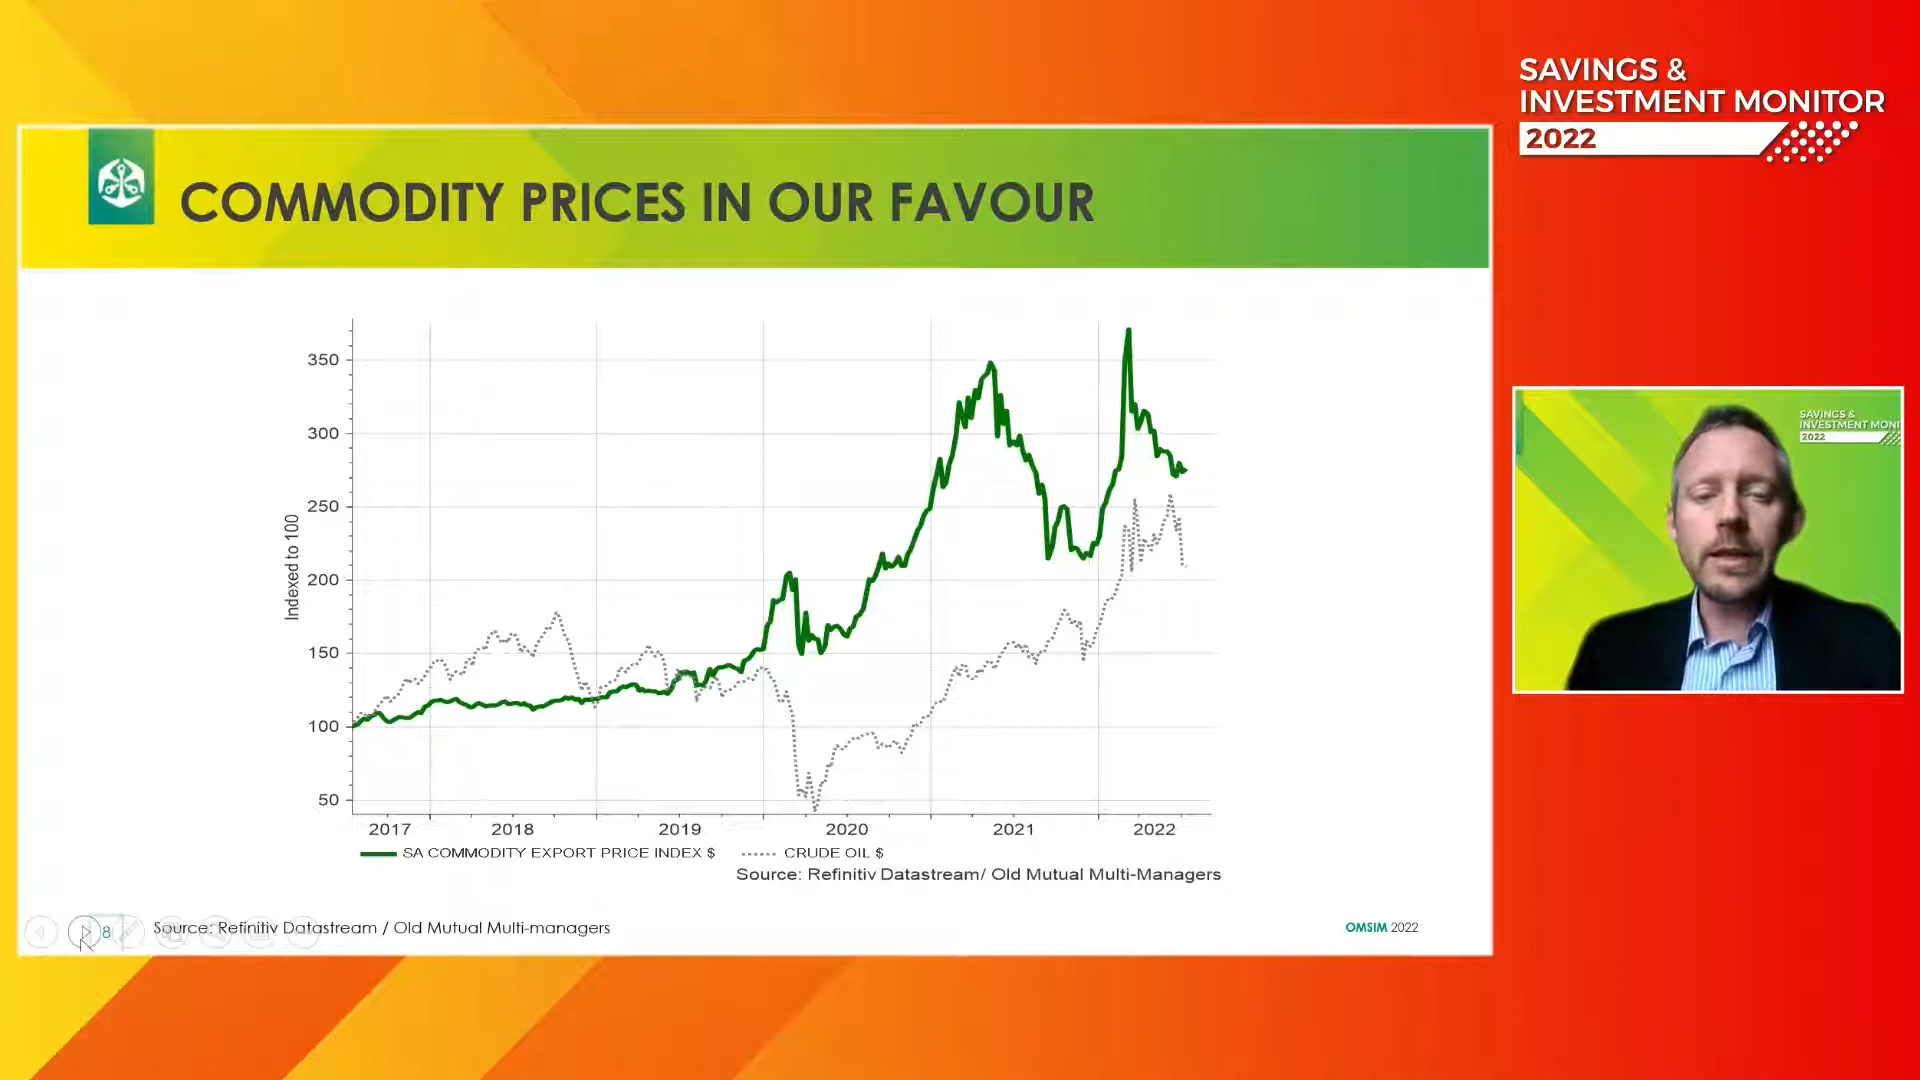 SAVINGS &
INVESTMENT MONITOR
2022
COMMODITY PRICES IN OUR FAVOUR
350
300
250
200
150
100
50
Indexed to 100
2017 2018 2019 2020 2021 2022
SA COMMODITY EXPORT PRICE INDEX $ CRUDE OIL $
Source: Refinitiv Datastream/ Old Mutual Multi-Managers
8 Source: Refinitiv Datastream / Old Mutual Multi-managers
OMSIM 2022
SAVINGS &
INVESTMENT MONI
2022